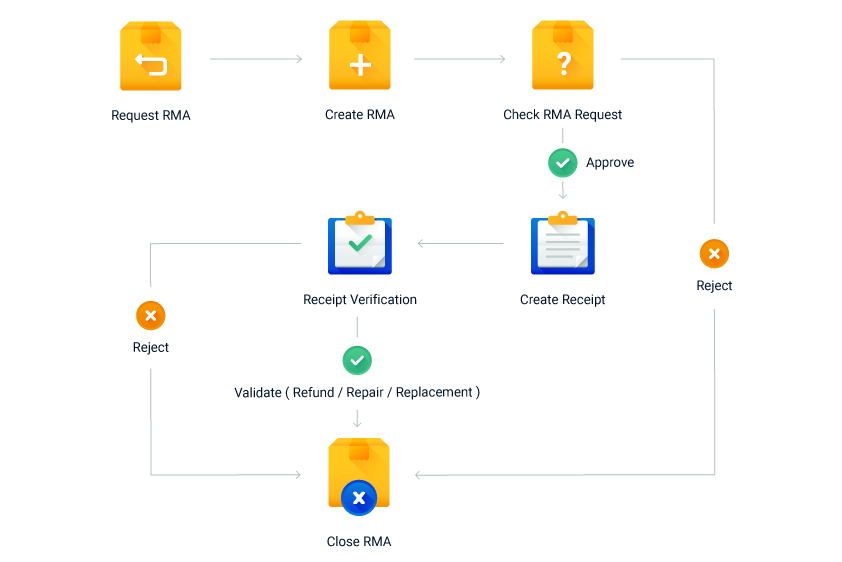 Request RMA
Create RMA
?
Check RMA Request
Approve
Receipt Verification
Create Receipt
Reject
Reject
Validate ( Refund / Repair / Replacement )
Close RMA